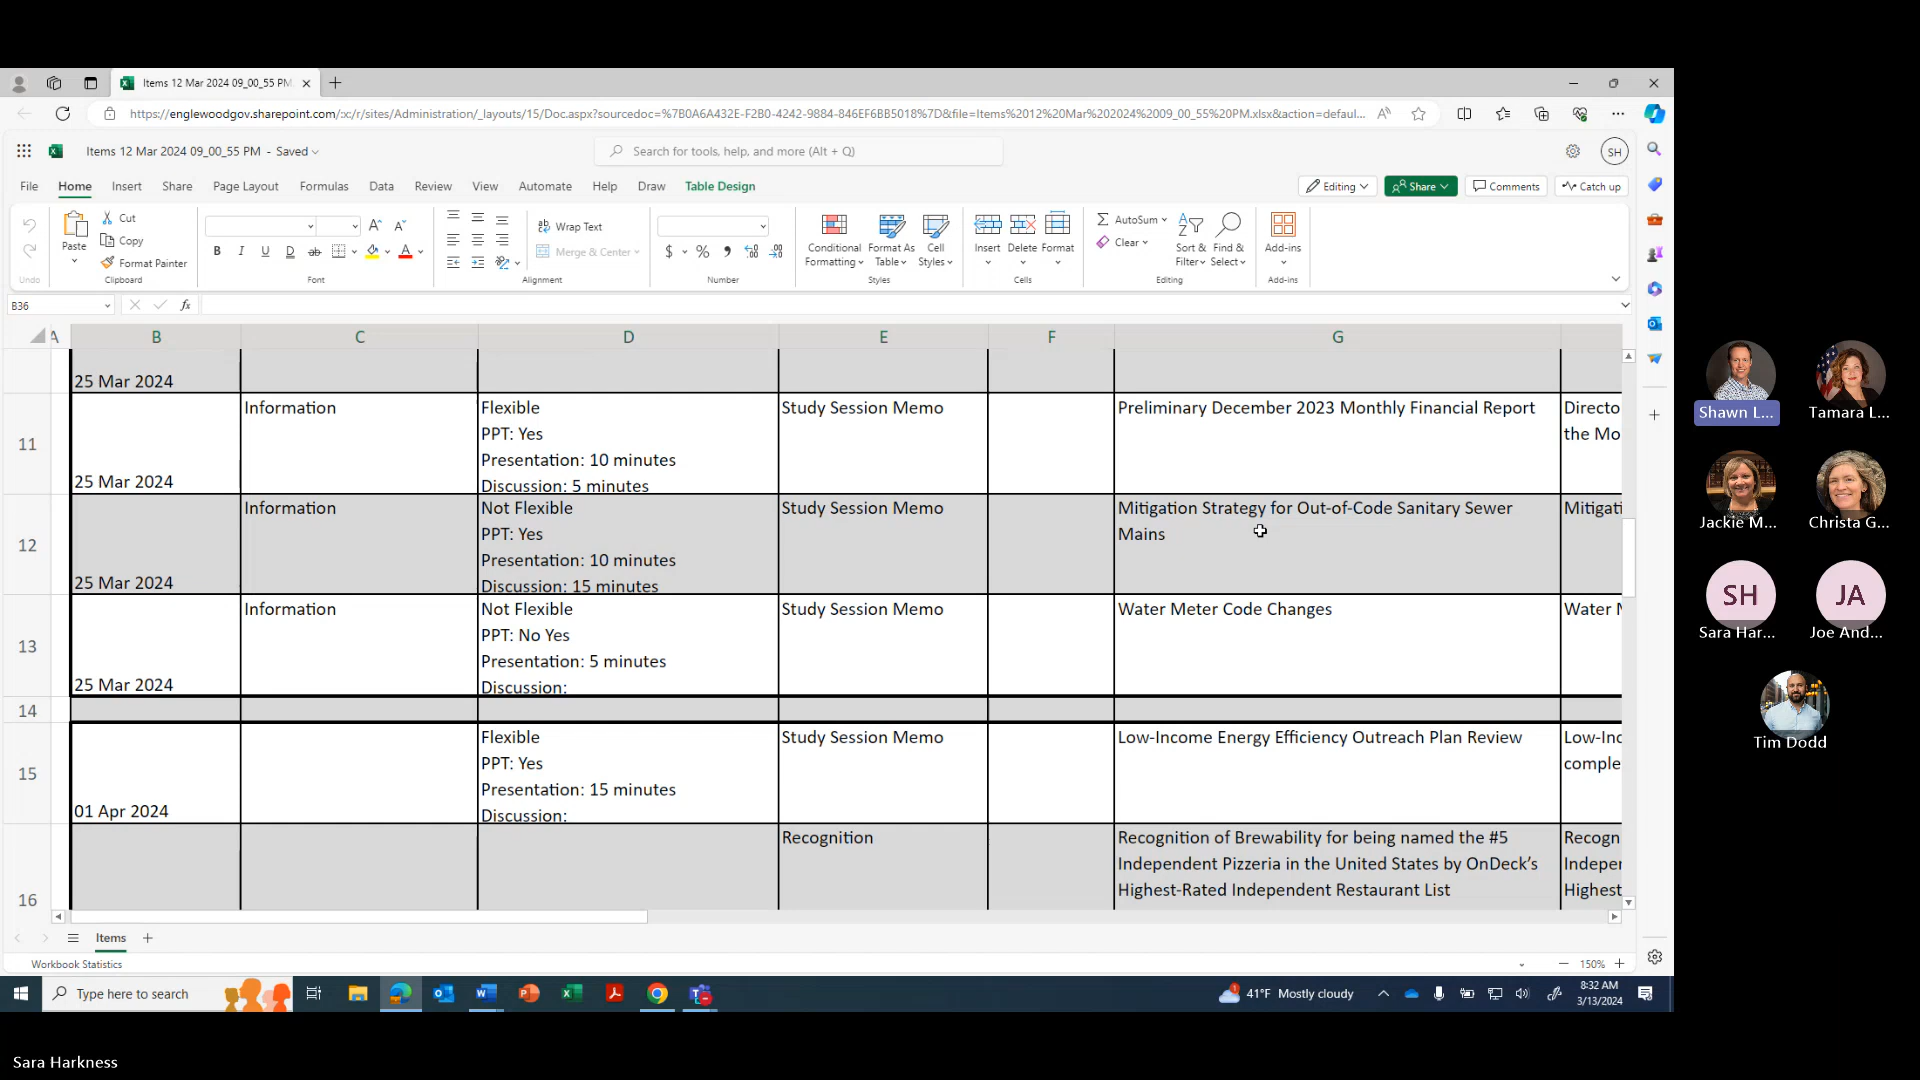 Items 12 Mar 2024 09_00_55 PM
https://englewoodgov.sharepoint.com/:x:/r/sites/Administration/_layouts/15/Doc.aspx?sourcedoc=%7B0A6A432E-F2B0-4242-9884-846EF6BB5018%7D&file=Items%2012%20Mar%202024%2009_00_55%20PM.xlsx&action=defaul...
Items 12 Mar 2024 09_00_55 PM - Saved
Search for tools, help, and more (Alt + Q)
SH
File Home Insert Share Page Layout Formulas Data Review View Automate Help Draw Table Design
Editing Share Comments Catch up
Undo
Paste
Cut
Copy
Format Painter
Clipboard
B I U D ab A
Font
Wrap Text
Merge & Center
Alignment
$ % 9
Number
Conditional Formatting
Format As Table
Cell Styles
Styles
Insert Delete Format
Cells
AutoSum
Clear
Sort & Filter
Find & Select
Editing
Add-ins
Add-ins
B36
fx
A B C D E F G
25 Mar 2024
11
25 Mar 2024
Information
Flexible
PPT: Yes
Presentation: 10 minutes
Discussion: 5 minutes
Study Session Memo
Preliminary December 2023 Monthly Financial Report
Directo
the Mo
12
25 Mar 2024
Information
Not Flexible
PPT: Yes
Presentation: 10 minutes
Discussion: 15 minutes
Study Session Memo
Mitigation Strategy for Out-of-Code Sanitary Sewer
Mains
Mitigati
13
25 Mar 2024
Information
Not Flexible
PPT: No Yes
Presentation: 5 minutes
Discussion:
Study Session Memo
Water Meter Code Changes
Water M
14
15
01 Apr 2024
Flexible
PPT: Yes
Presentation: 15 minutes
Discussion:
Study Session Memo
Low-Income Energy Efficiency Outreach Plan Review
Low-Inc
comple
16
Recognition
Recognition of Brewability for being named the #5
Independent Pizzeria in the United States by OnDeck’s
Highest-Rated Independent Restaurant List
Recogn
Indeper
Highest
Items
Workbook Statistics
150%
Type here to search
41°F Mostly cloudy
8:32 AM
3/13/2024
Shawn L...
Tamara L...
Jackie M...
Christa G...
SH
JA
Sara Har...
Joe And...
Tim Dodd
Sara Harkness